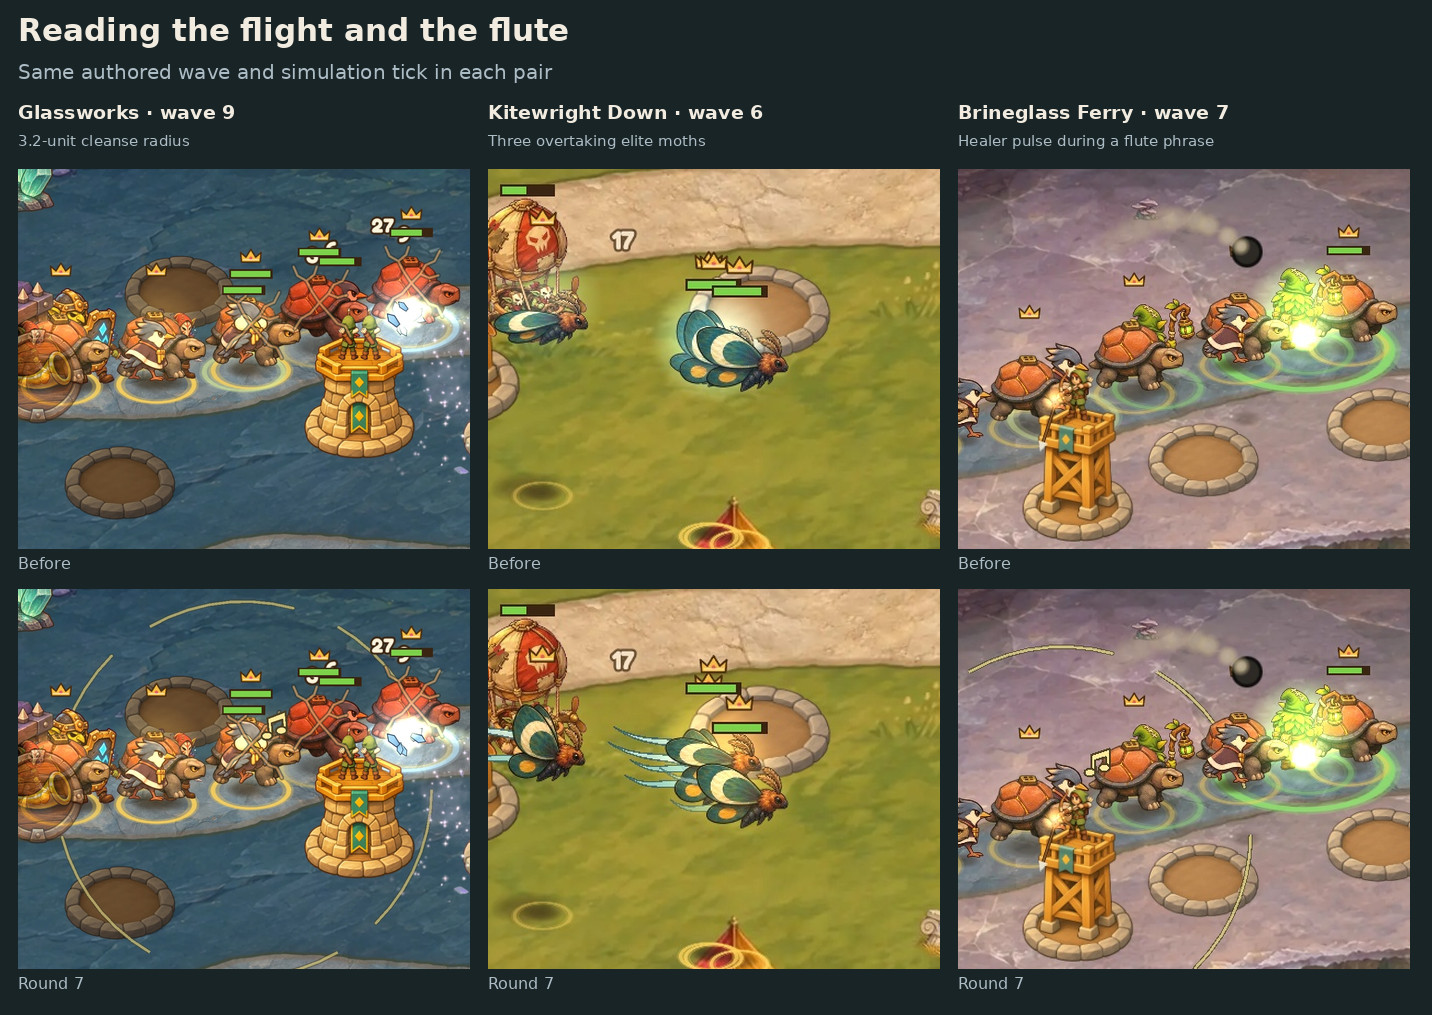 Reading the flight and the flute
Same authored wave and simulation tick in each pair
Glassworks · wave 9
3.2-unit cleanse radius
Kitewright Down · wave 6
Three overtaking elite moths
Brineglass Ferry · wave 7
Healer pulse during a flute phrase
27
17
Before
Before
Before
27
17
Round 7
Round 7
Round 7